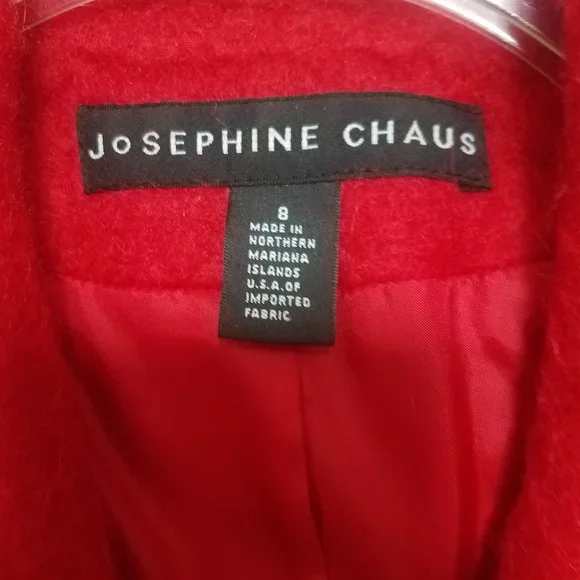 JoSEPHINE CHAUS
8
MADE IN
NORTHERN
MARIANA
ISLANDS
U.S.A.OF
IMPORTED
FABRIC